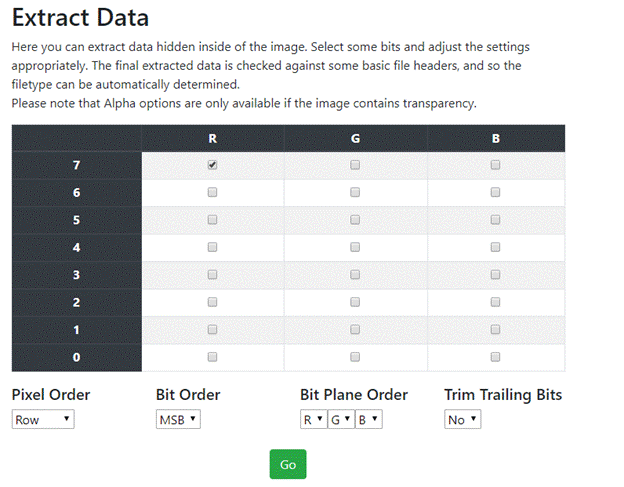 Extract Data
Here you can extract data hidden inside of the image. Select some bits and adjust the settings
appropriately. The final extracted data is checked against some basic file headers, and so the
filetype can be automatically determined.
Please note that Alpha options are only available if the image contains transparency.
R G B
7
6
5
4
3
2
1
0
Pixel Order Bit Order Bit Plane Order Trim Trailing Bits
Row MSB R G B No
Go